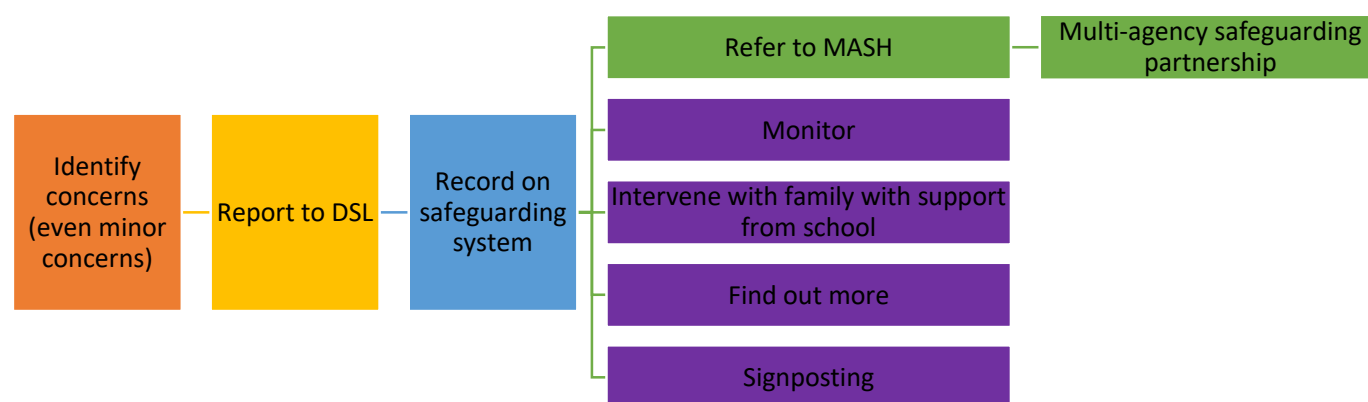 Identify
concerns
(even minor
concerns)
Report to DSL
Record on
safeguarding
system
Refer to MASH
Multi-agency safeguarding
partnership
Monitor
Intervene with family with support
from school
Find out more
Signposting